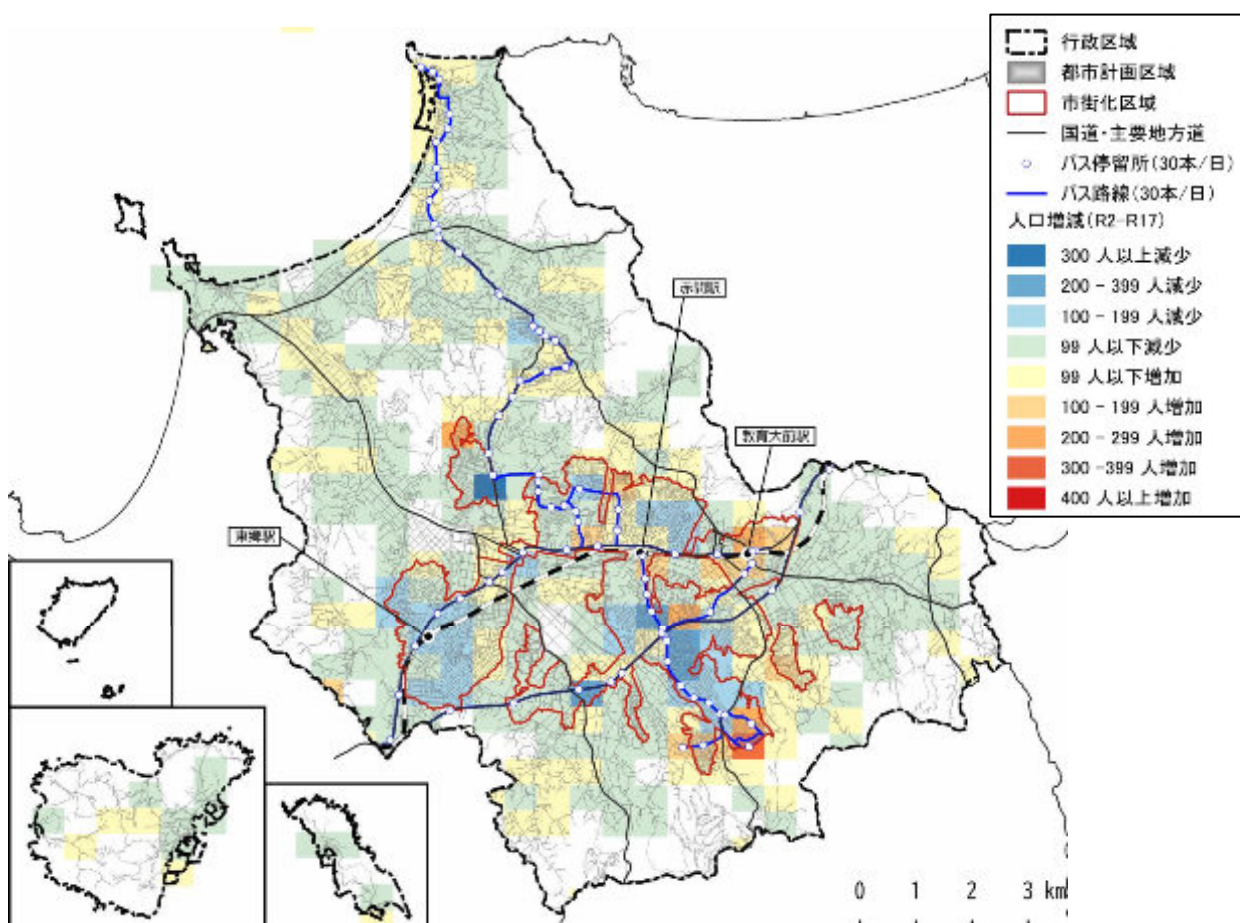 行政区域
都市計画区域
市街化区域
国道・主要地方道
バス停留所(30本/日)
バス路線(30本/日)
人口増減(R2-R17)
300 人以上減少
200 - 399 人減少
100 - 199 人減少
99 人以下減少
99 人以下増加
100 - 199 人増加
200 - 299 人増加
300 -399 人増加
400 人以上増加
赤間駅
教育大前駅
東郷駅
0 1 2 3 km